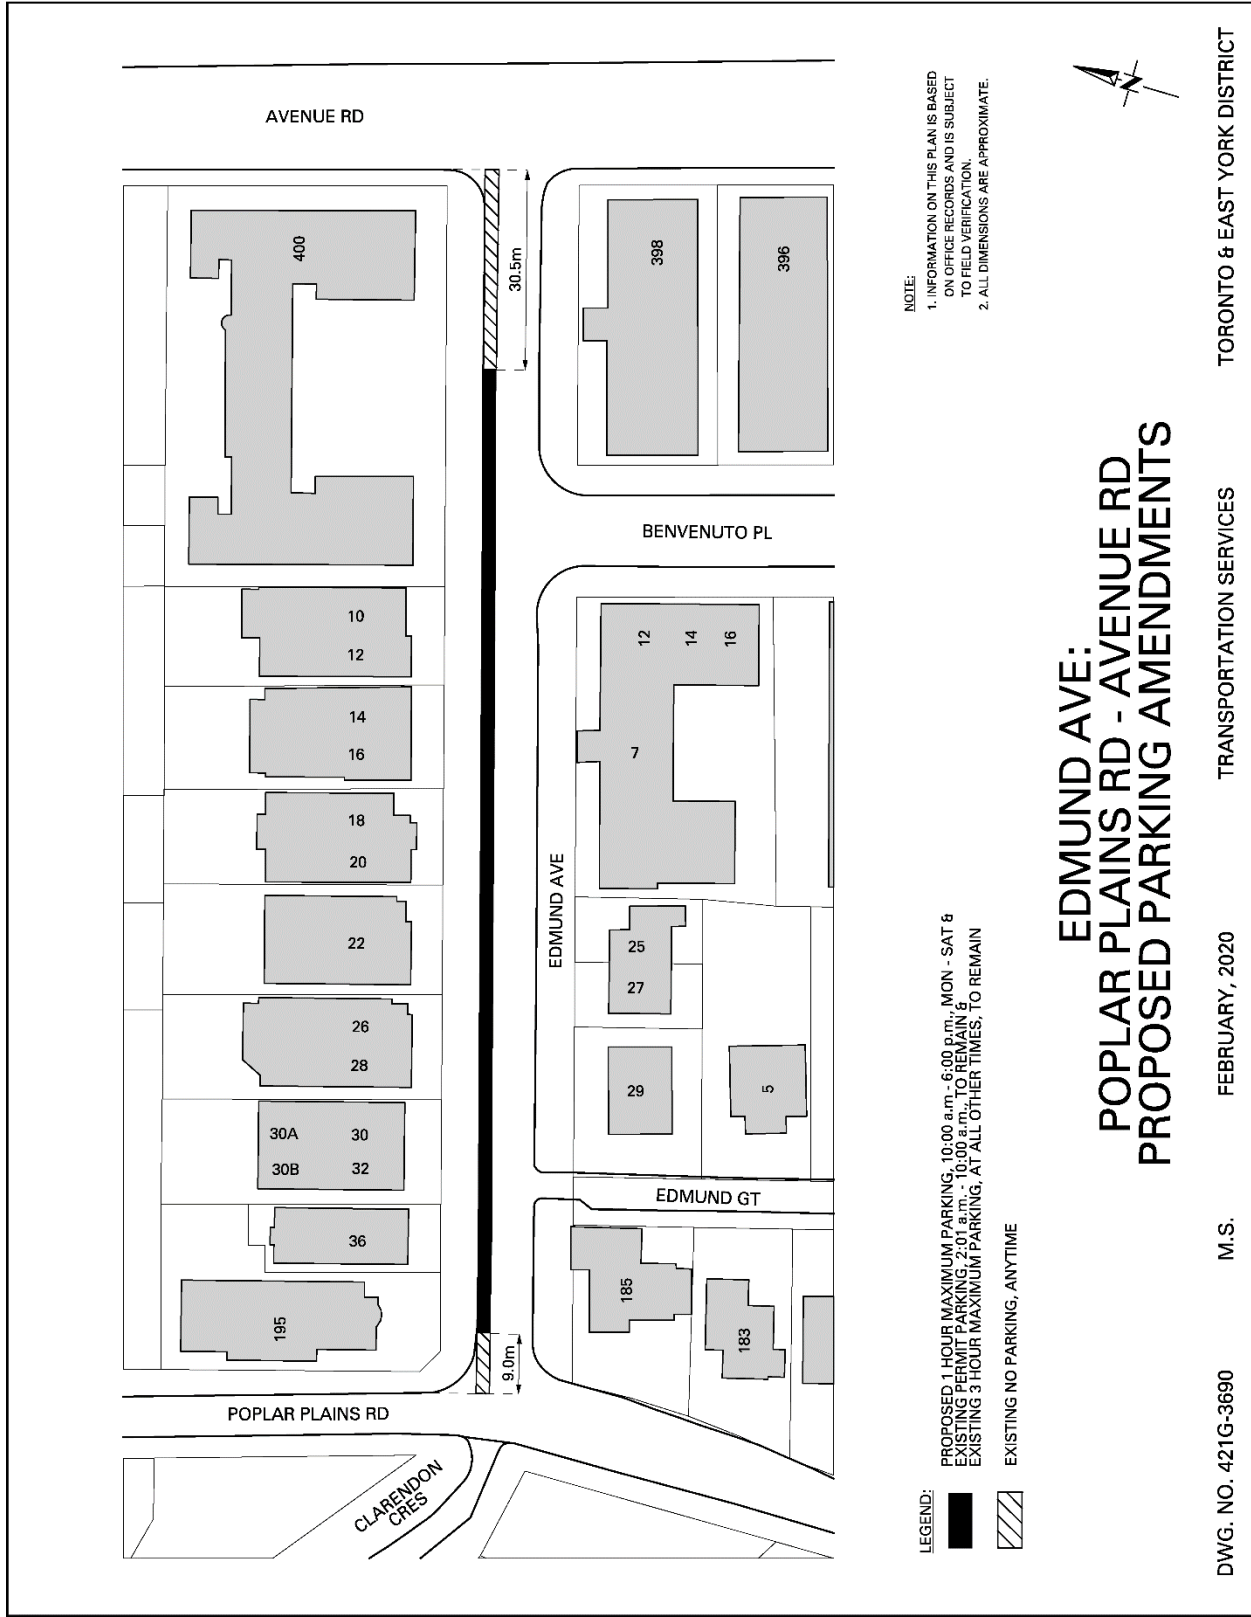 AVENUE RD
400
30.5m
398
396
BENVENUTO PL
10
12
14
16
18
20
22
26
28
30A
30
30B
32
36
195
12
14
16
7
EDMUND AVE
25
27
29
5
EDMUND GT
185
183
9.0m
POPLAR PLAINS RD
CLARENDON
CRES
NOTE:
1. INFORMATION ON THIS PLAN IS BASED
ON OFFICE RECORDS AND IS SUBJECT
TO FIELD VERIFICATION.
2. ALL DIMENSIONS ARE APPROXIMATE.
N
LEGEND:
PROPOSED 1 HOUR MAXIMUM PARKING, 10:00 a.m - 6:00 p.m., MON - SAT &
EXISTING PERMIT PARKING, 2:01 a.m. - 10:00 a.m., TO REMAIN &
EXISTING 3 HOUR MAXIMUM PARKING, AT ALL OTHER TIMES, TO REMAIN
EXISTING NO PARKING, ANYTIME
EDMUND AVE:
POPLAR PLAINS RD - AVENUE RD
PROPOSED PARKING AMENDMENTS
DWG. NO. 421G-3690 M.S. FEBRUARY, 2020 TRANSPORTATION SERVICES TORONTO & EAST YORK DISTRICT